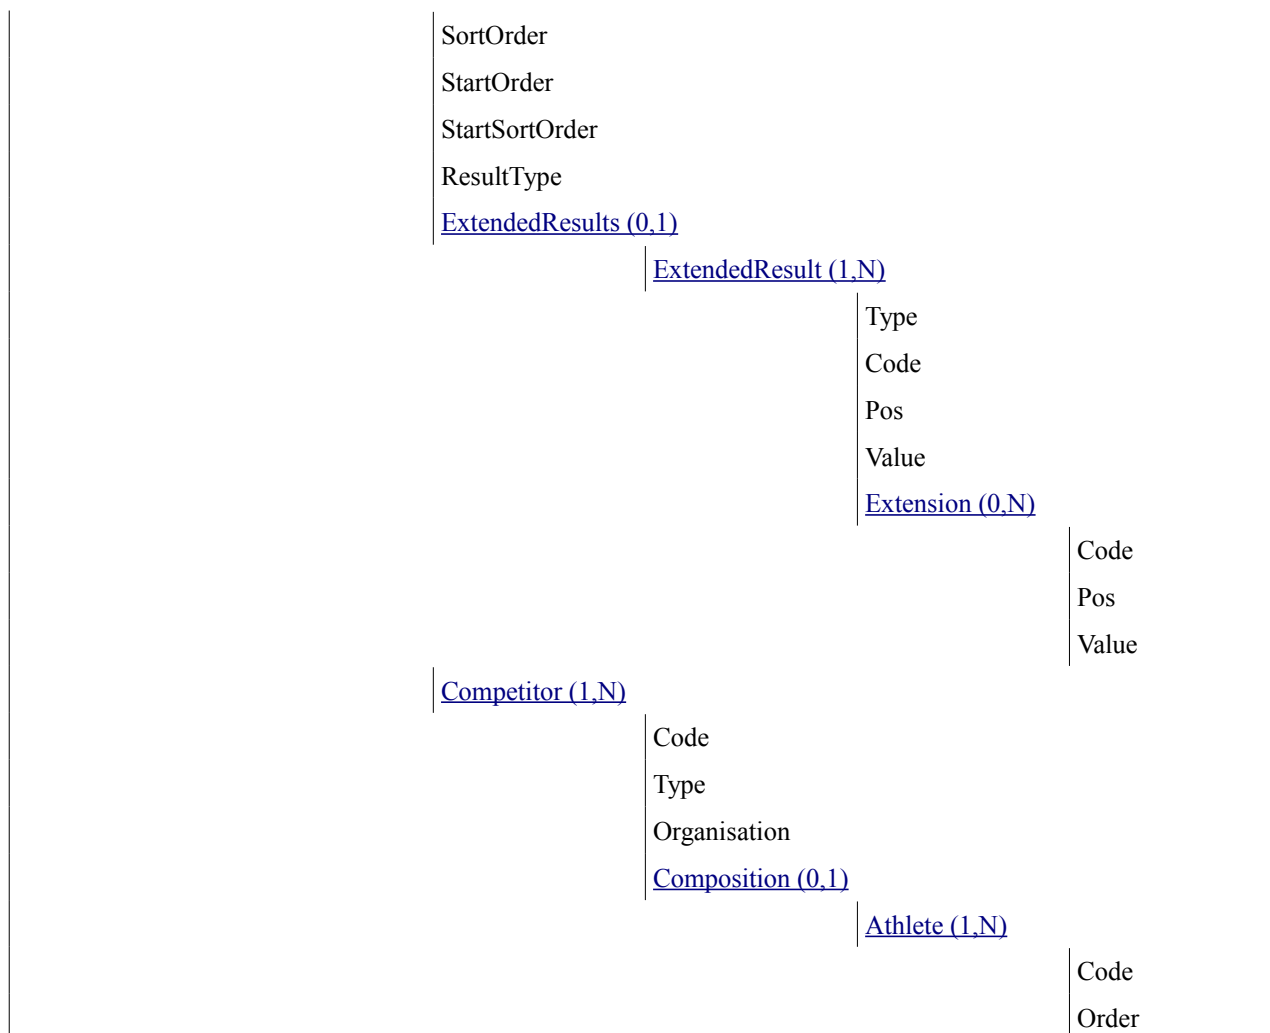 SortOrder
StartOrder
StartSortOrder
ResultType
ExtendedResults (0,1)
ExtendedResult (1,N)
Type
Code
Pos
Value
Extension (0,N)
Code
Pos
Value
Competitor (1,N)
Code
Type
Organisation
Composition (0,1)
Athlete (1,N)
Code
Order